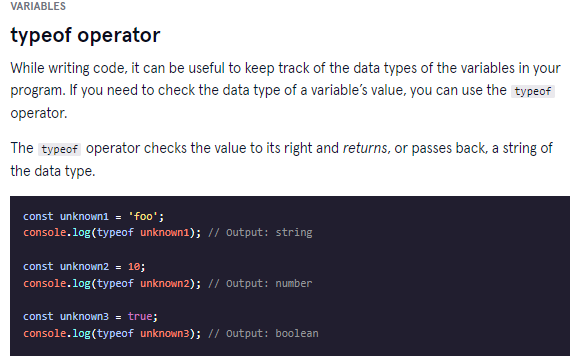 VARIABLES
typeof operator
While writing code, it can be useful to keep track of the data types of the variables in your
program. If you need to check the data type of a variable’s value, you can use the typeof
operator.
The typeof operator checks the value to its right and returns, or passes back, a string of
the data type.
const unknown1 = 'foo';
console.log(typeof unknown1); // Output: string
const unknown2 = 10;
console.log(typeof unknown2); // Output: number
const unknown3 = true;
console.log(typeof unknown3); // Output: boolean